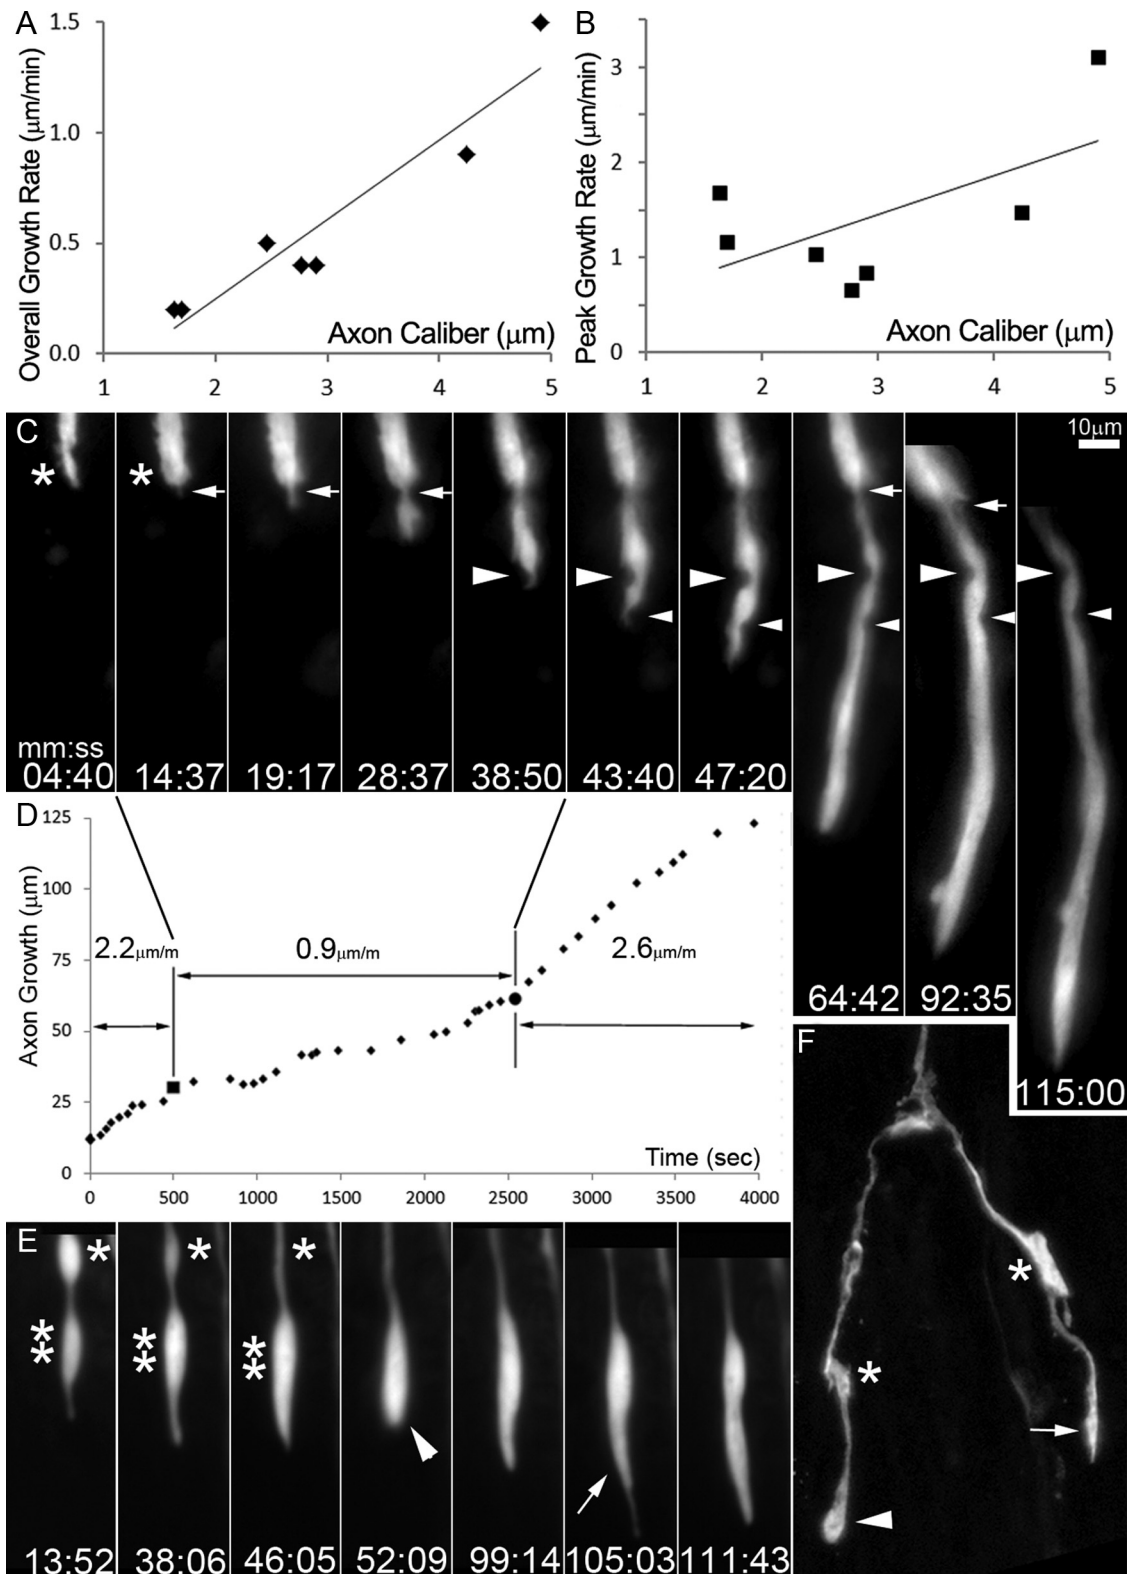 A
Overall Growth Rate (μm/min)
1.5
1.0
0.5
0.0
Axon Caliber (μm)
1 2 3 4 5
B
Peak Growth Rate (μm/min)
3
2
1
0
Axon Caliber (μm)
1 2 3 4 5
C
10μm
* *
mm:ss
04:40 14:37 19:17 28:37 38:50 43:40 47:20
64:42 92:35
115:00
D
Axon Growth (μm)
125
100
75
50
25
0
2.2μm/m 0.9μm/m 2.6μm/m
Time (sec)
0 500 1000 1500 2000 2500 3000 3500 4000
E
* * *
** ** **
13:52 38:06 46:05 52:09 99:14 105:03 111:43
F
*
*